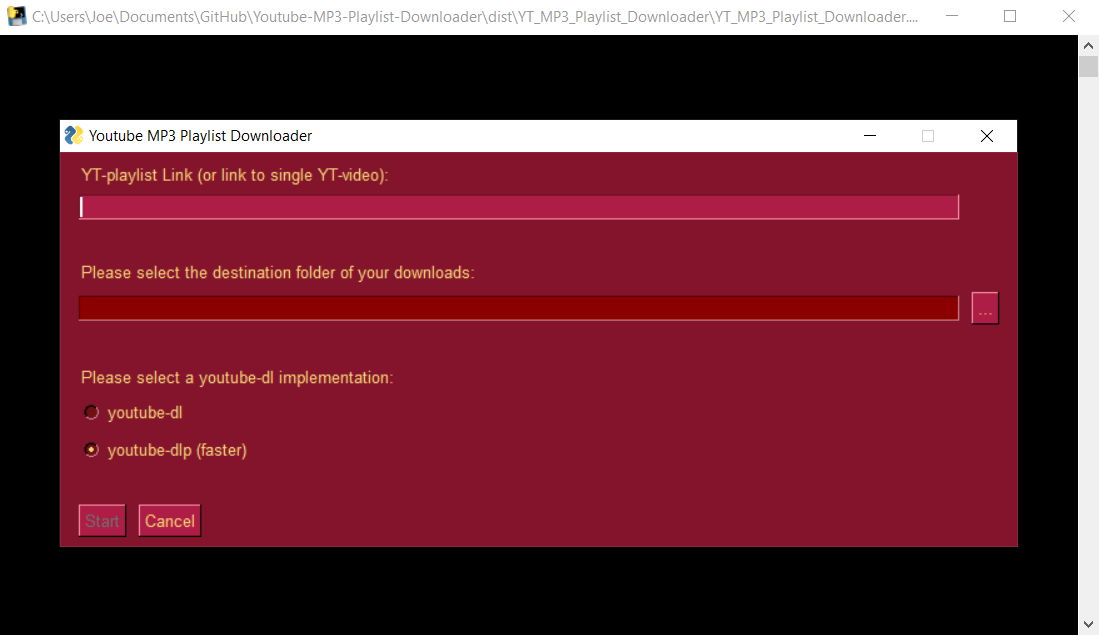 C:\Users\Joe\Documents\GitHub\Youtube-MP3-Playlist-Downloader\dist\YT_MP3_Playlist_Downloader\YT_MP3_Playlist_Downloader....
Youtube MP3 Playlist Downloader
YT-playlist Link (or link to single YT-video):
Please select the destination folder of your downloads:
...
Please select a youtube-dl implementation:
youtube-dl
youtube-dlp (faster)
Start Cancel